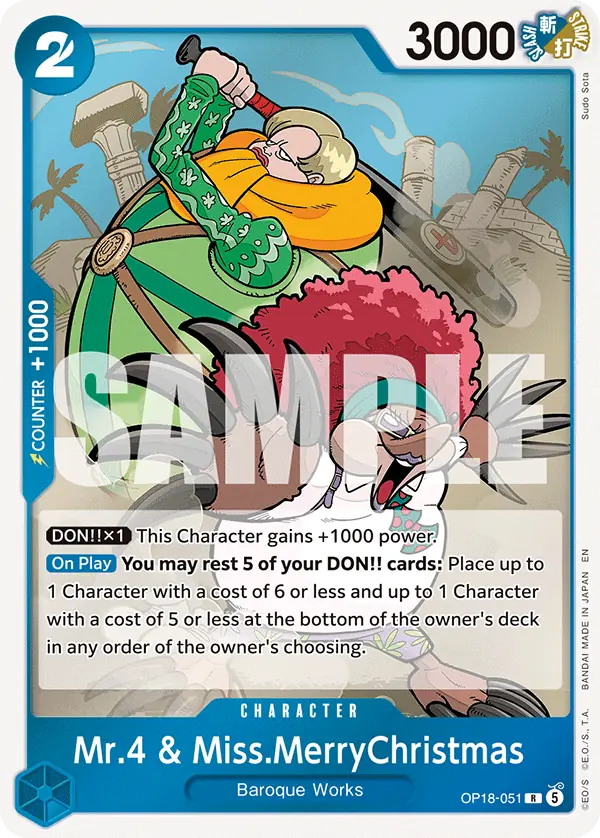 2
3000
SLASH
斬
打
STRIKE
Sudo Sota
COUNTER +1000
SAMPLE
DON!!×1 This Character gains +1000 power.
On Play You may rest 5 of your DON!! cards: Place up to
1 Character with a cost of 6 or less and up to 1 Character
with a cost of 5 or less at the bottom of the owner's deck
in any order of the owner's choosing.
CHARACTER
Mr.4 & Miss.MerryChristmas
Baroque Works
OP18-051 R 5
©EO/S ©E.O./S., T.A. BANDAI MADE IN JAPAN EN
4